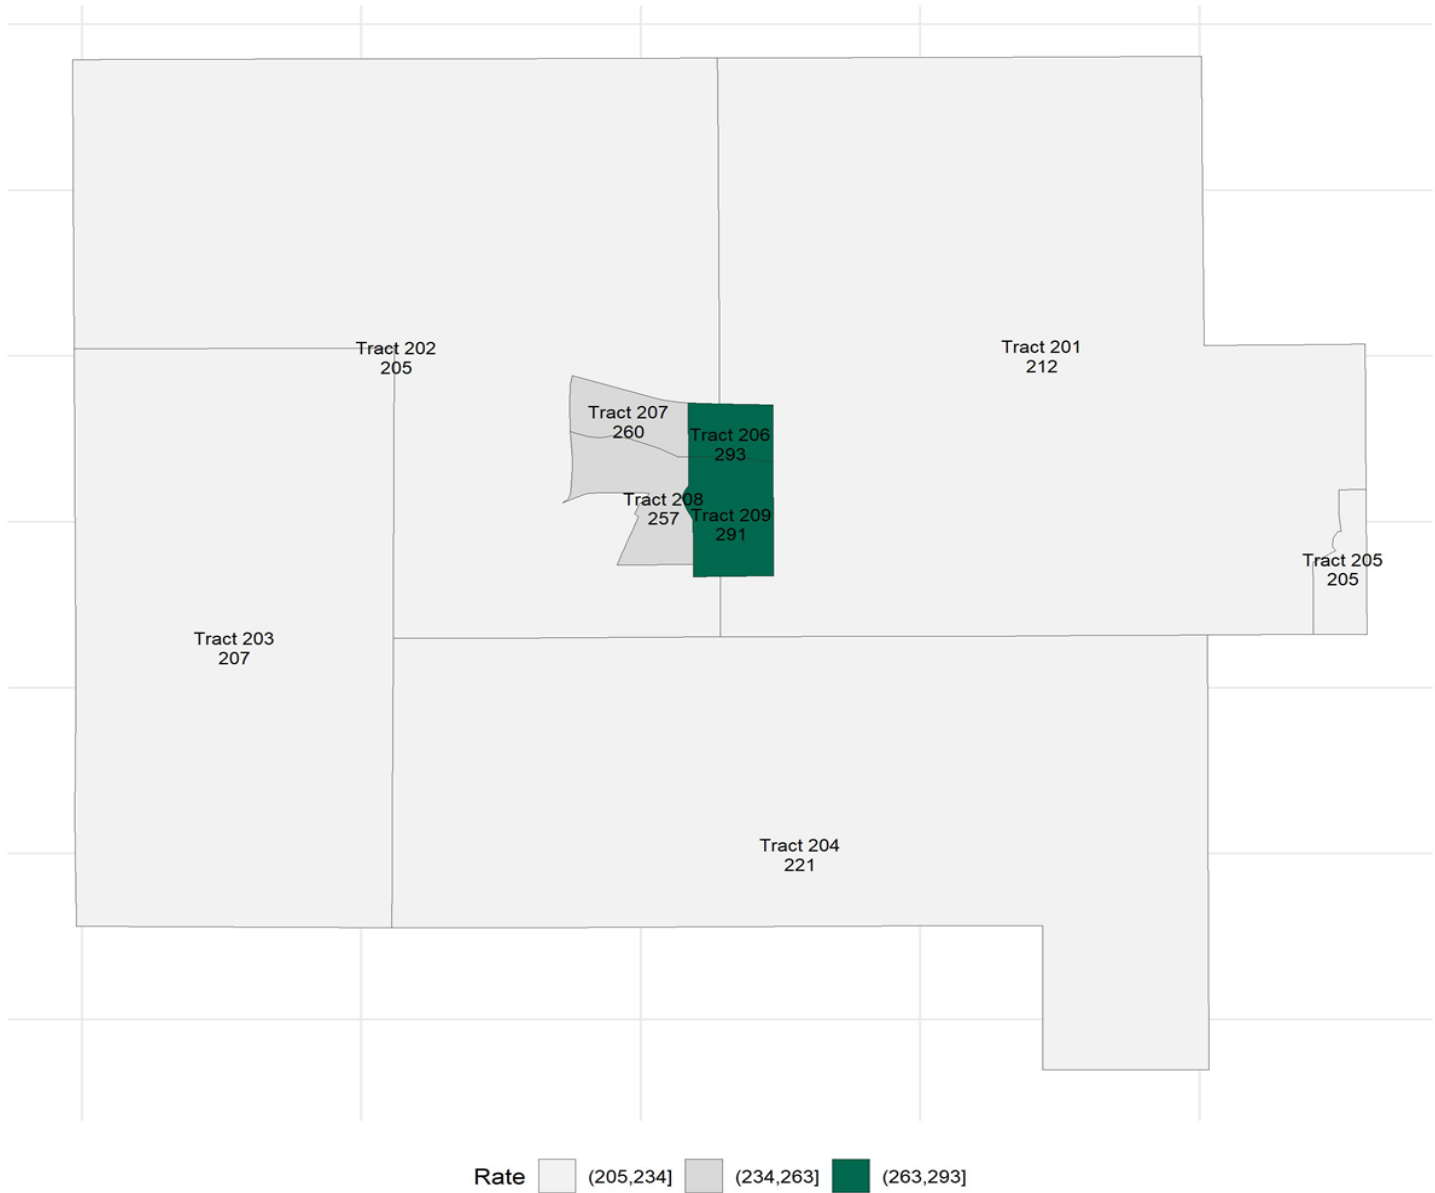 Tract 202
205
Tract 201
212
Tract 207
260
Tract 206
293
Tract 208
257
Tract 209
291
Tract 205
205
Tract 203
207
Tract 204
221
Rate (205,234] (234,263] (263,293]